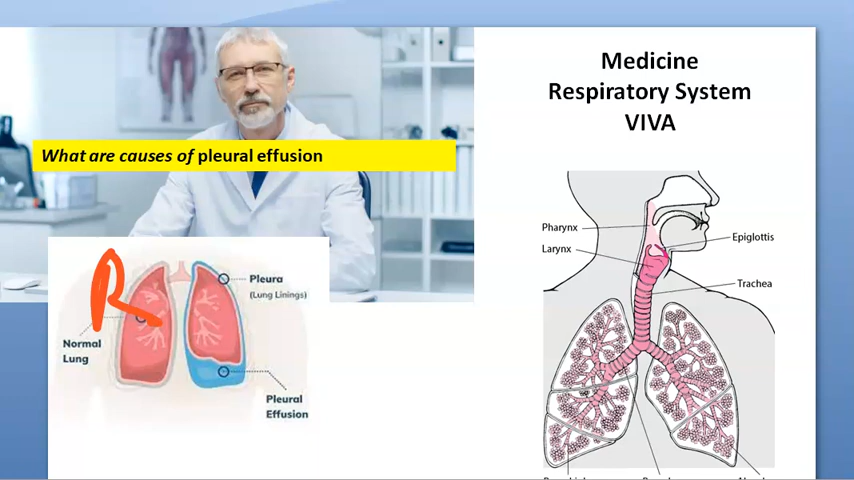 Medicine
Respiratory System
VIVA
What are causes of pleural effusion
R
Pleura
(Lung Linings)
Normal
Lung
Pleural
Effusion
Pharynx
Larynx
Epiglottis
Trachea